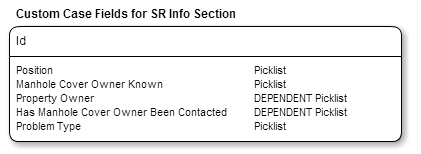 Custom Case Fields for SR Info Section
Id
Position Picklist
Manhole Cover Owner Known Picklist
Property Owner DEPENDENT Picklist
Has Manhole Cover Owner Been Contacted DEPENDENT Picklist
Problem Type Picklist